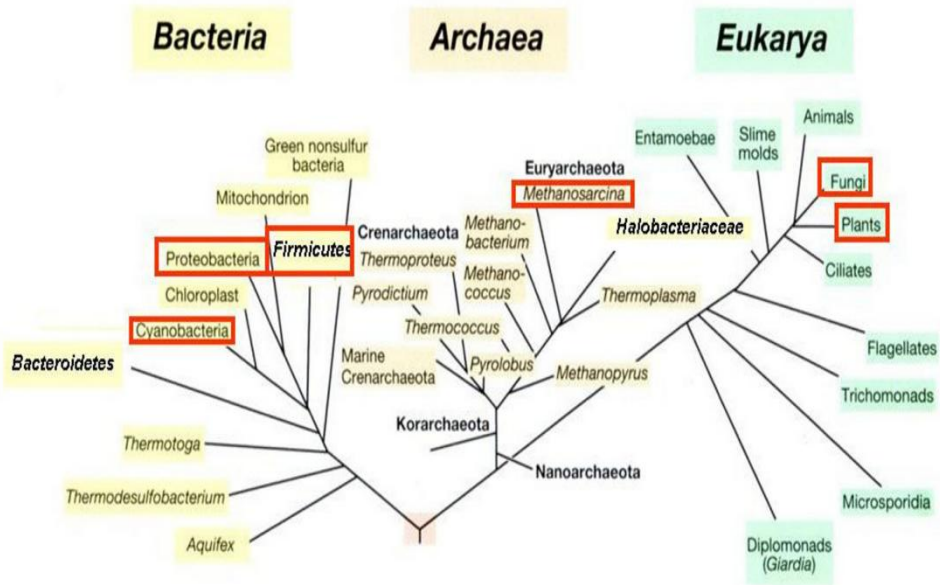 Bacteria
Archaea
Eukarya
Green nonsulfur
bacteria
Mitochondrion
Proteobacteria
Firmicutes
Chloroplast
Cyanobacteria
Bacteroidetes
Thermotoga
Thermodesulfobacterium
Aquifex
Euryarchaeota
Methanosarcina
Crenarchaeota
Thermoproteus
Methano-
bacterium
Halobacteriaceae
Pyrodictium
Methano-
coccus
Thermoplasma
Thermococcus
Marine
Crenarchaeota
Pyrolobus
Methanopyrus
Korarchaeota
Nanoarchaeota
Entamoebae
Slime
molds
Animals
Fungi
Plants
Ciliates
Flagellates
Trichomonads
Microsporidia
Diplomonads
(Giardia)